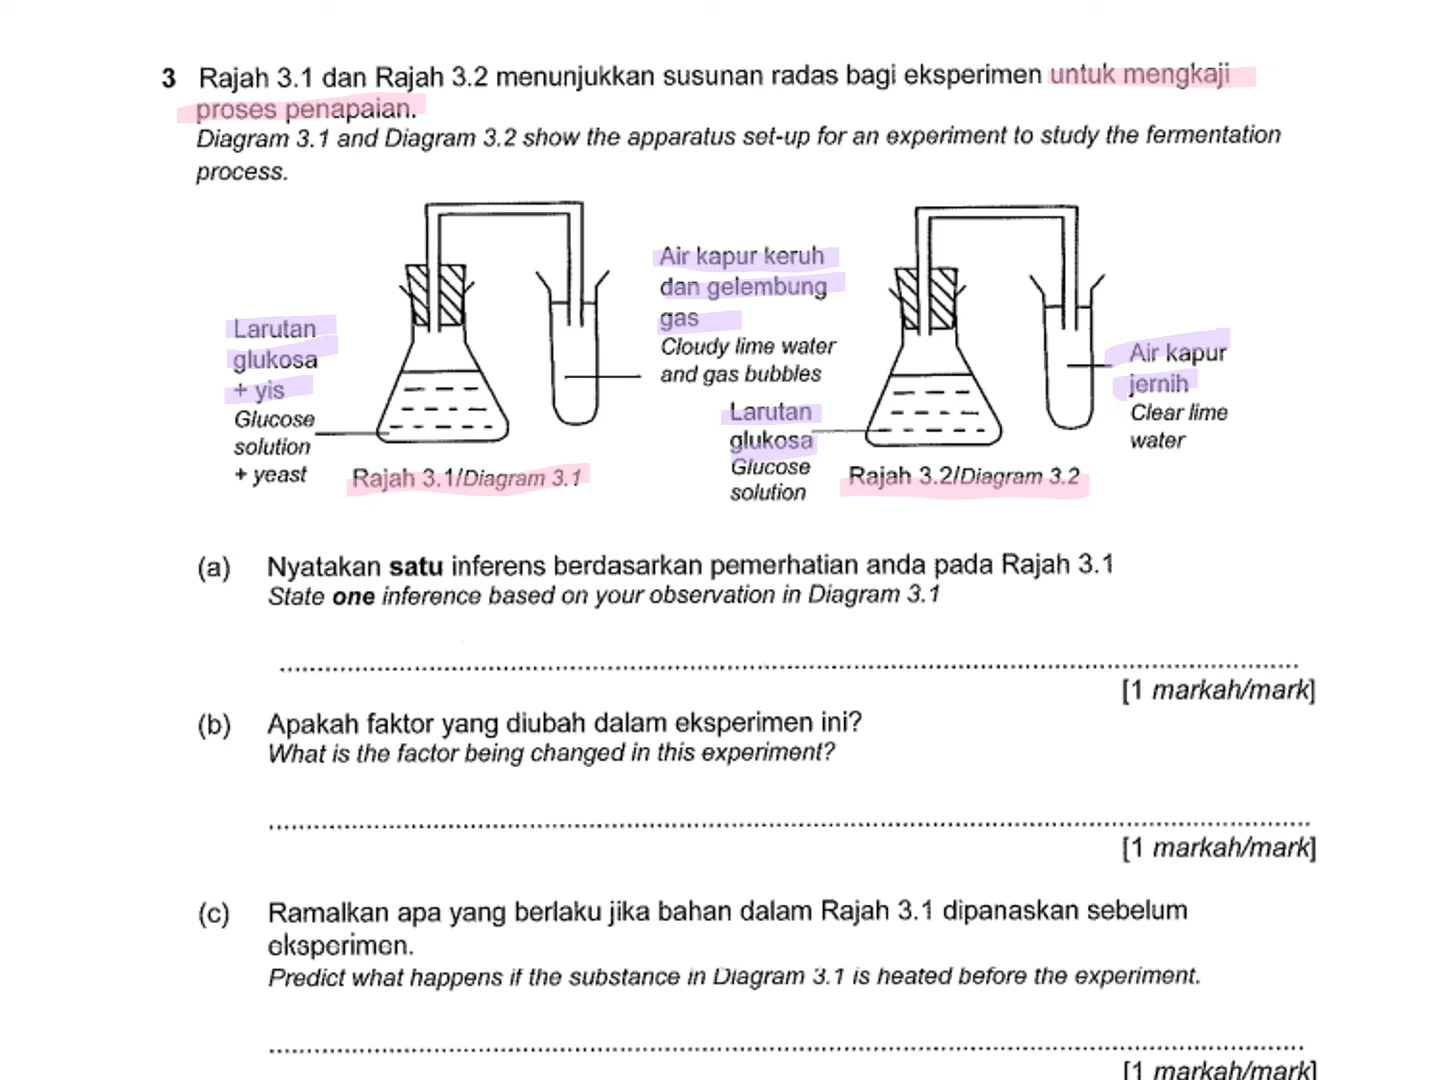 3 Rajah 3.1 dan Rajah 3.2 menunjukkan susunan radas bagi eksperimen untuk mengkaji
proses penapaian.
Diagram 3.1 and Diagram 3.2 show the apparatus set-up for an experiment to study the fermentation
process.
Larutan
glukosa
+ yis
Glucose
solution
+ yeast
Rajah 3.1/Diagram 3.1
Air kapur keruh
dan gelembung
gas
Cloudy lime water
and gas bubbles
Larutan
glukosa
Glucose
solution
Air kapur
jernih
Clear lime
water
Rajah 3.2/Diagram 3.2
(a) Nyatakan satu inferens berdasarkan pemerhatian anda pada Rajah 3.1
State one inference based on your observation in Diagram 3.1
[1 markah/mark]
(b) Apakah faktor yang diubah dalam eksperimen ini?
What is the factor being changed in this experiment?
[1 markah/mark]
(c) Ramalkan apa yang berlaku jika bahan dalam Rajah 3.1 dipanaskan sebelum
eksperimen.
Predict what happens if the substance in Diagram 3.1 is heated before the experiment.
[1 markah/mark]